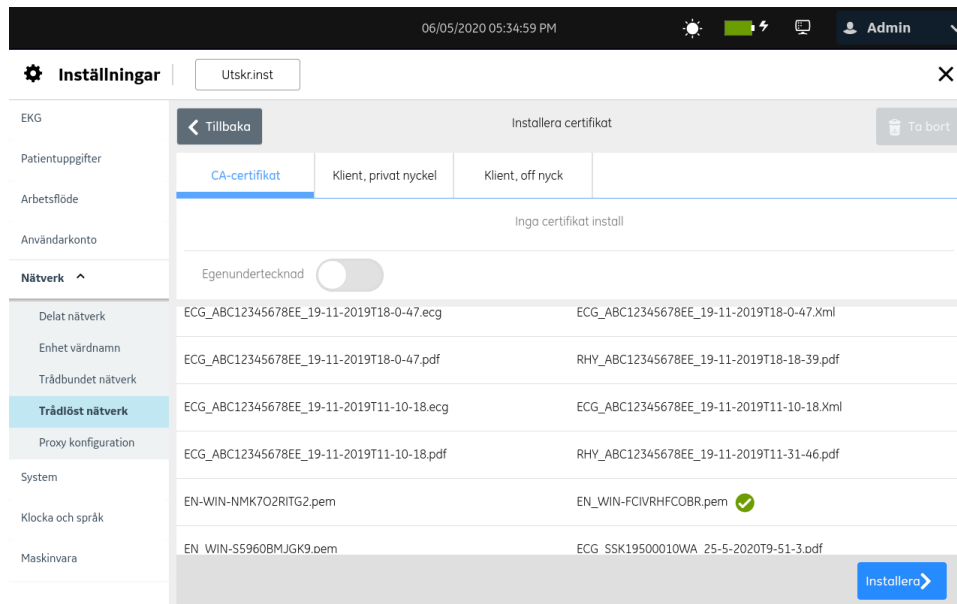 06/05/2020 05:34:59 PM
Admin
Inställningar
Utskr.inst
EKG
Patientuppgifter
Arbetsflöde
Användarkonto
Nätverk
Delat nätverk
Enhet värdnamn
Trådbundet nätverk
Trådlöst nätverk
Proxy konfiguration
System
Klocka och språk
Maskinvara
Tillbaka
Installera certifikat
Ta bort
CA-certifikat
Klient, privat nyckel
Klient, off nyck
Inga certifikat install
Egenundertecknad
ECG_ABC12345678EE_19-11-2019T18-0-47.ecg
ECG_ABC12345678EE_19-11-2019T18-0-47.Xml
ECG_ABC12345678EE_19-11-2019T18-0-47.pdf
RHY_ABC12345678EE_19-11-2019T18-18-39.pdf
ECG_ABC12345678EE_19-11-2019T11-10-18.ecg
ECG_ABC12345678EE_19-11-2019T11-10-18.Xml
ECG_ABC12345678EE_19-11-2019T11-10-18.pdf
RHY_ABC12345678EE_19-11-2019T11-31-46.pdf
EN-WIN-NMK7O2RITG2.pem
EN_WIN-FCIVRHFCOBR.pem
EN_WIN-S5960BMJGK9.pem
ECG_SSK19500010WA_25-5-2020T9-51-3.pdf
Installera